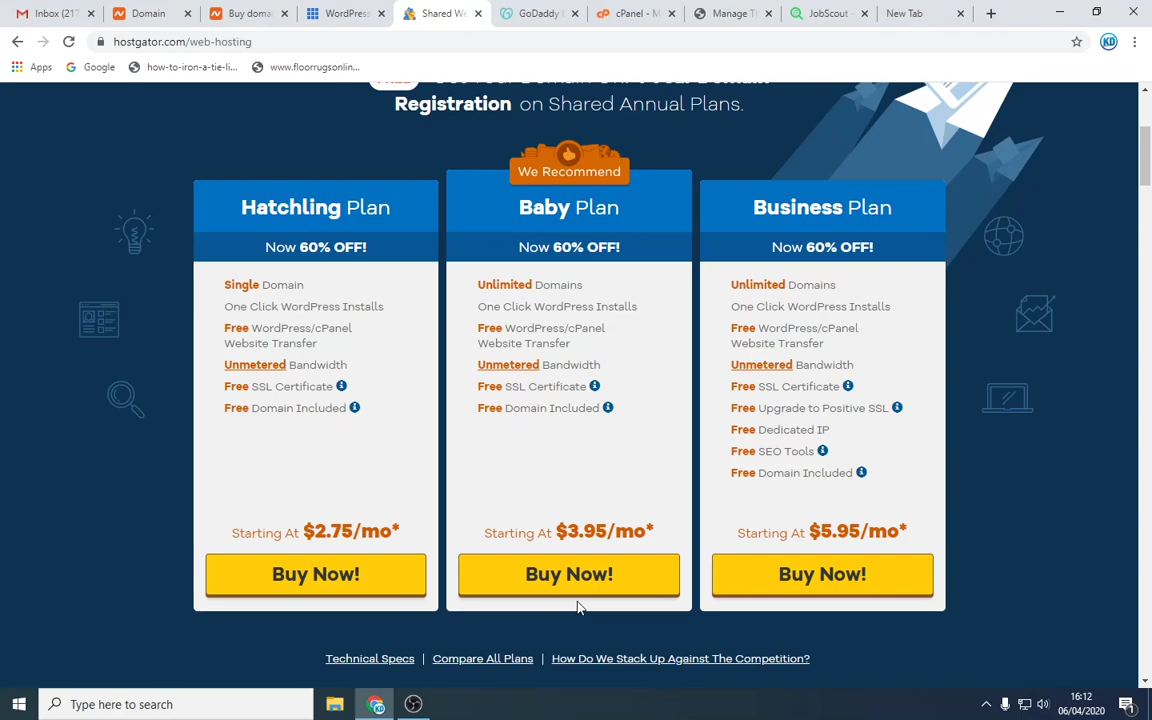 Inbox (217
Domain
Buy doma
WordPress
Shared We
GoDaddy
cPanel - M
Manage T
JobScout -
New Tab
hostgator.com/web-hosting
Apps
Google
how-to-iron-a-tie-li...
www.floorrugsonlin...
Registration on Shared Annual Plans.
We Recommend
Hatchling Plan
Now 60% OFF!
Single Domain
One Click WordPress Installs
Free WordPress/cPanel
Website Transfer
Unmetered Bandwidth
Free SSL Certificate
Free Domain Included
Starting At $2.75/mo*
Buy Now!
Baby Plan
Now 60% OFF!
Unlimited Domains
One Click WordPress Installs
Free WordPress/cPanel
Website Transfer
Unmetered Bandwidth
Free SSL Certificate
Free Domain Included
Starting At $3.95/mo*
Buy Now!
Business Plan
Now 60% OFF!
Unlimited Domains
One Click WordPress Installs
Free WordPress/cPanel
Website Transfer
Unmetered Bandwidth
Free SSL Certificate
Free Upgrade to Positive SSL
Free Dedicated IP
Free SEO Tools
Free Domain Included
Starting At $5.95/mo*
Buy Now!
Technical Specs
Compare All Plans
How Do We Stack Up Against The Competition?
Type here to search
16:12
06/04/2020